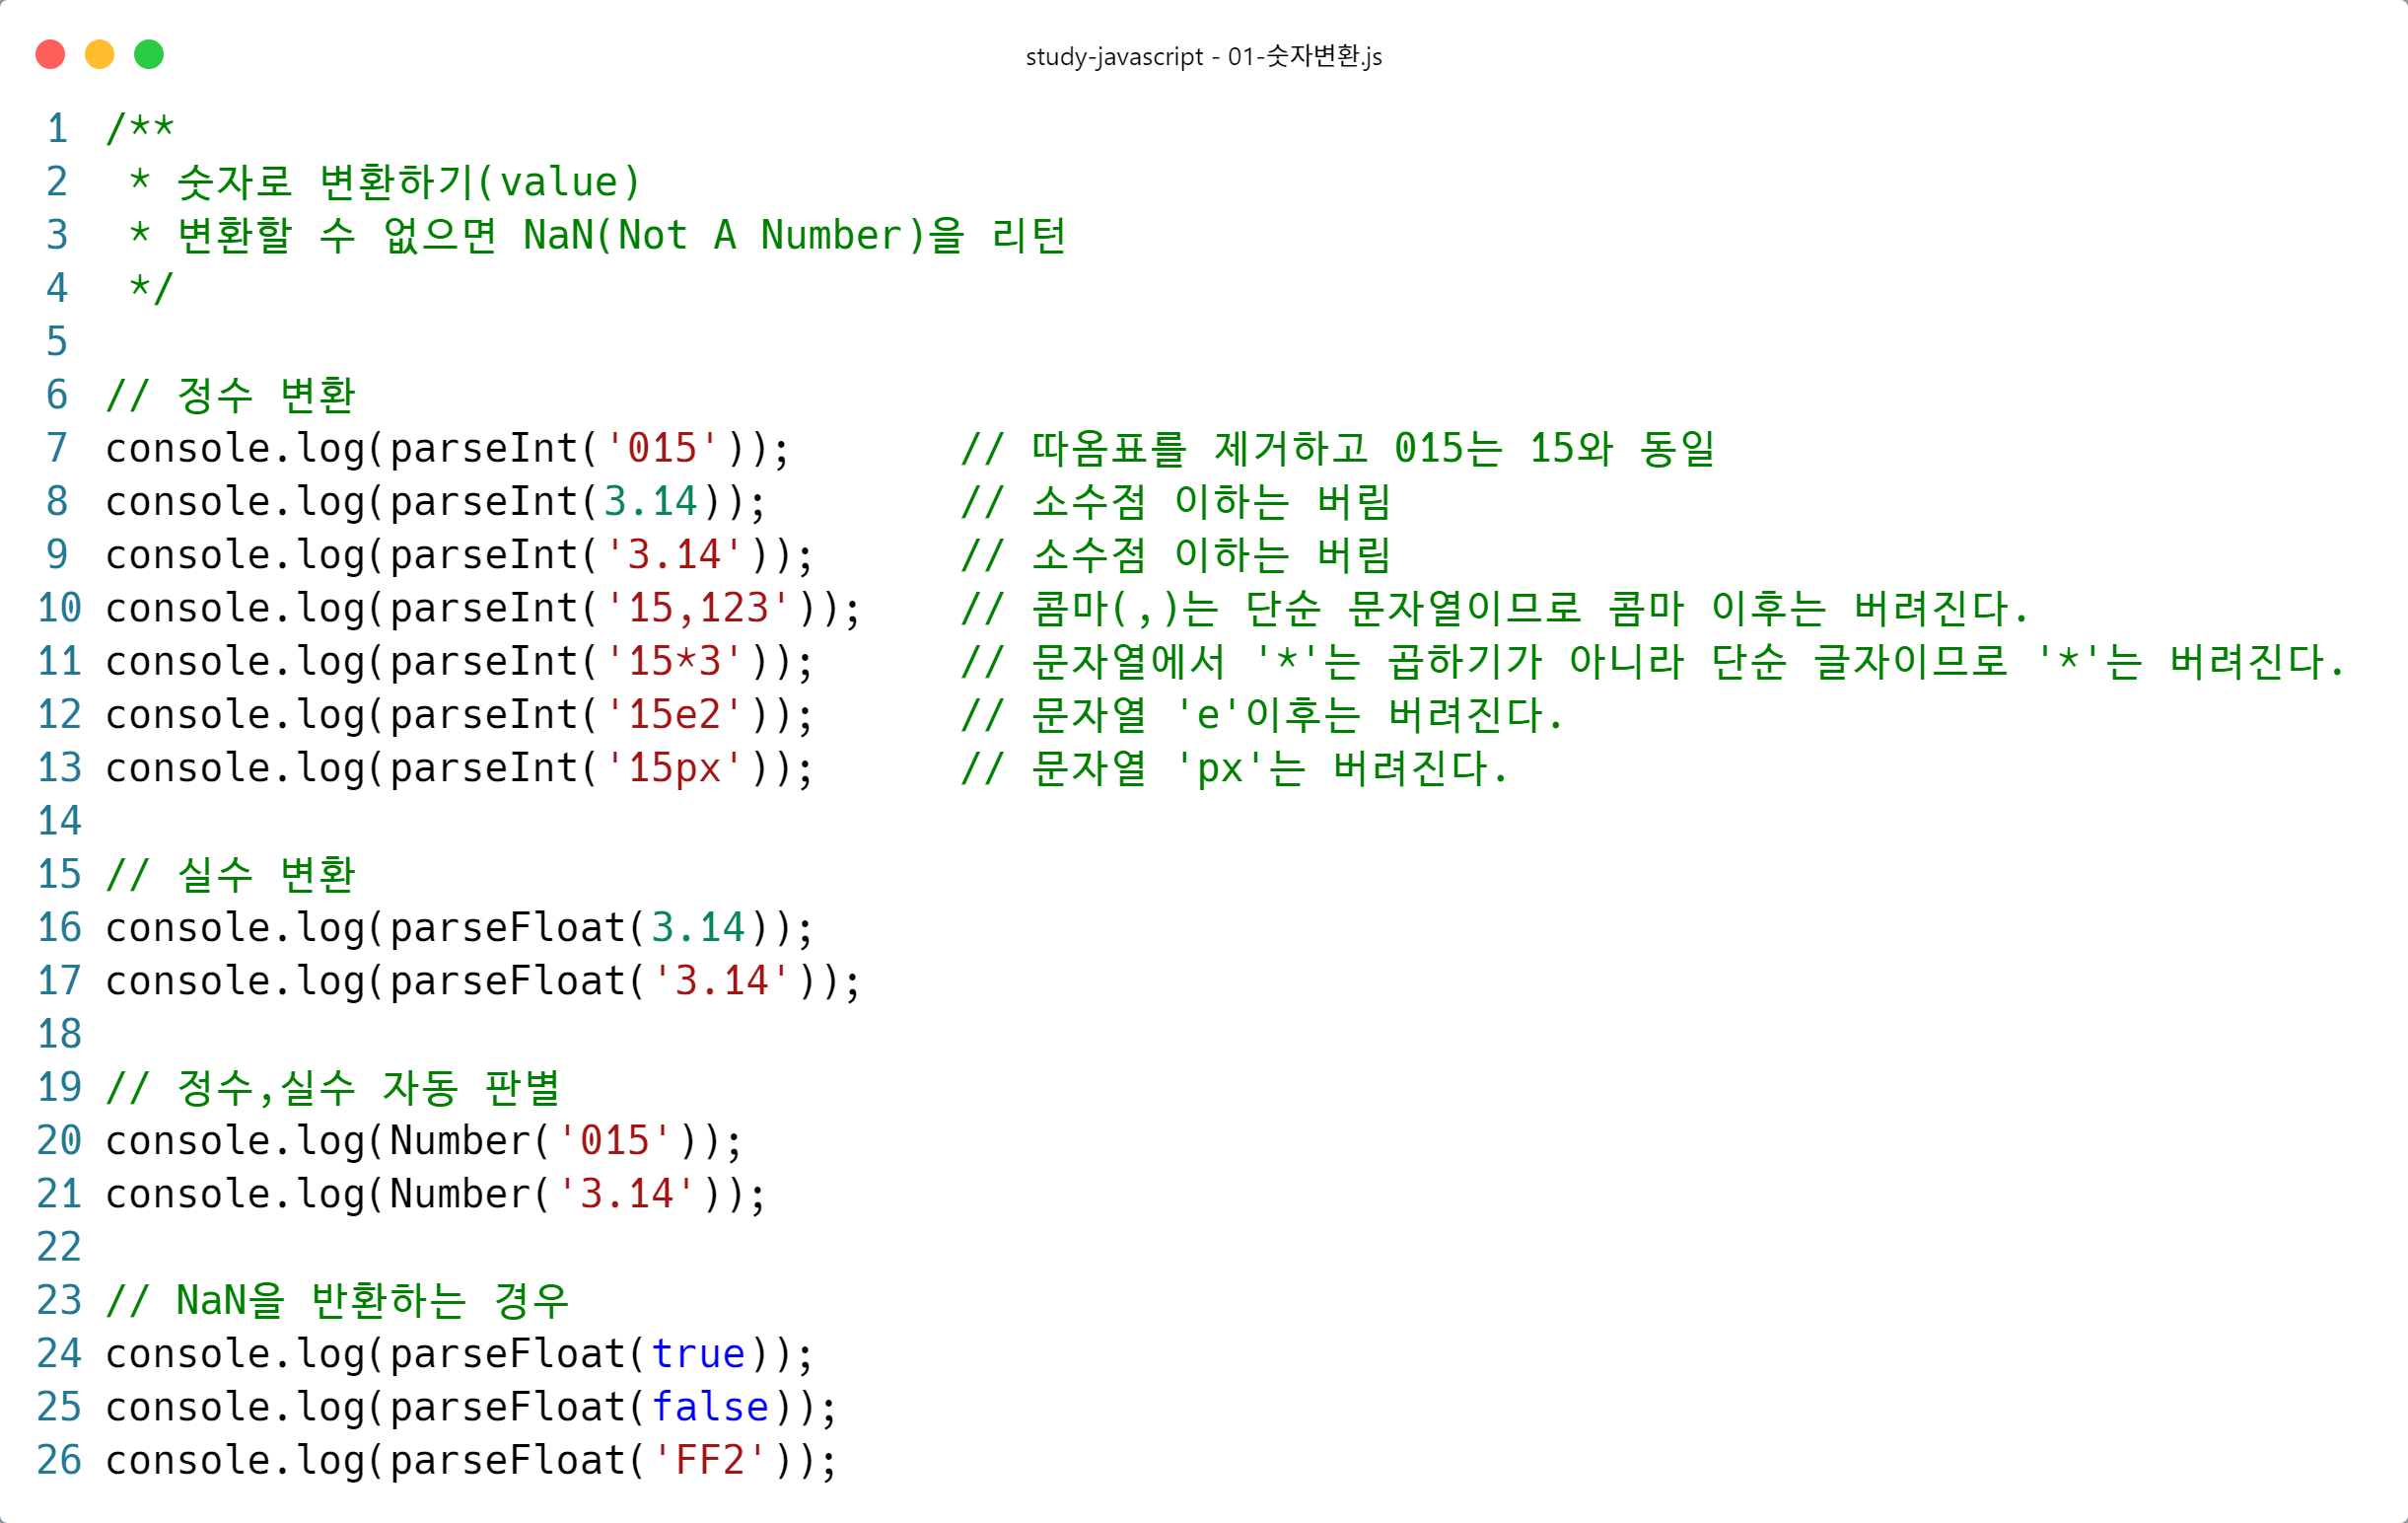 study-javascript - 01-숫자변환.js
1 /**
2  * 숫자로 변환하기(value)
3  * 변환할 수 없으면 NaN(Not A Number)을 리턴
4  */
5
6 // 정수 변환
7 console.log(parseInt('015'));       // 따옴표를 제거하고 015는 15와 동일
8 console.log(parseInt(3.14));        // 소수점 이하는 버림
9 console.log(parseInt('3.14'));      // 소수점 이하는 버림
10 console.log(parseInt('15,123'));    // 콤마(,)는 단순 문자열이므로 콤마 이후는 버려진다.
11 console.log(parseInt('15*3'));      // 문자열에서 '*'는 곱하기가 아니라 단순 글자이므로 '*'는 버려진다.
12 console.log(parseInt('15e2'));      // 문자열 'e'이후는 버려진다.
13 console.log(parseInt('15px'));      // 문자열 'px'는 버려진다.
14
15 // 실수 변환
16 console.log(parseFloat(3.14));
17 console.log(parseFloat('3.14'));
18
19 // 정수,실수 자동 판별
20 console.log(Number('015'));
21 console.log(Number('3.14'));
22
23 // NaN을 반환하는 경우
24 console.log(parseFloat(true));
25 console.log(parseFloat(false));
26 console.log(parseFloat('FF2'));